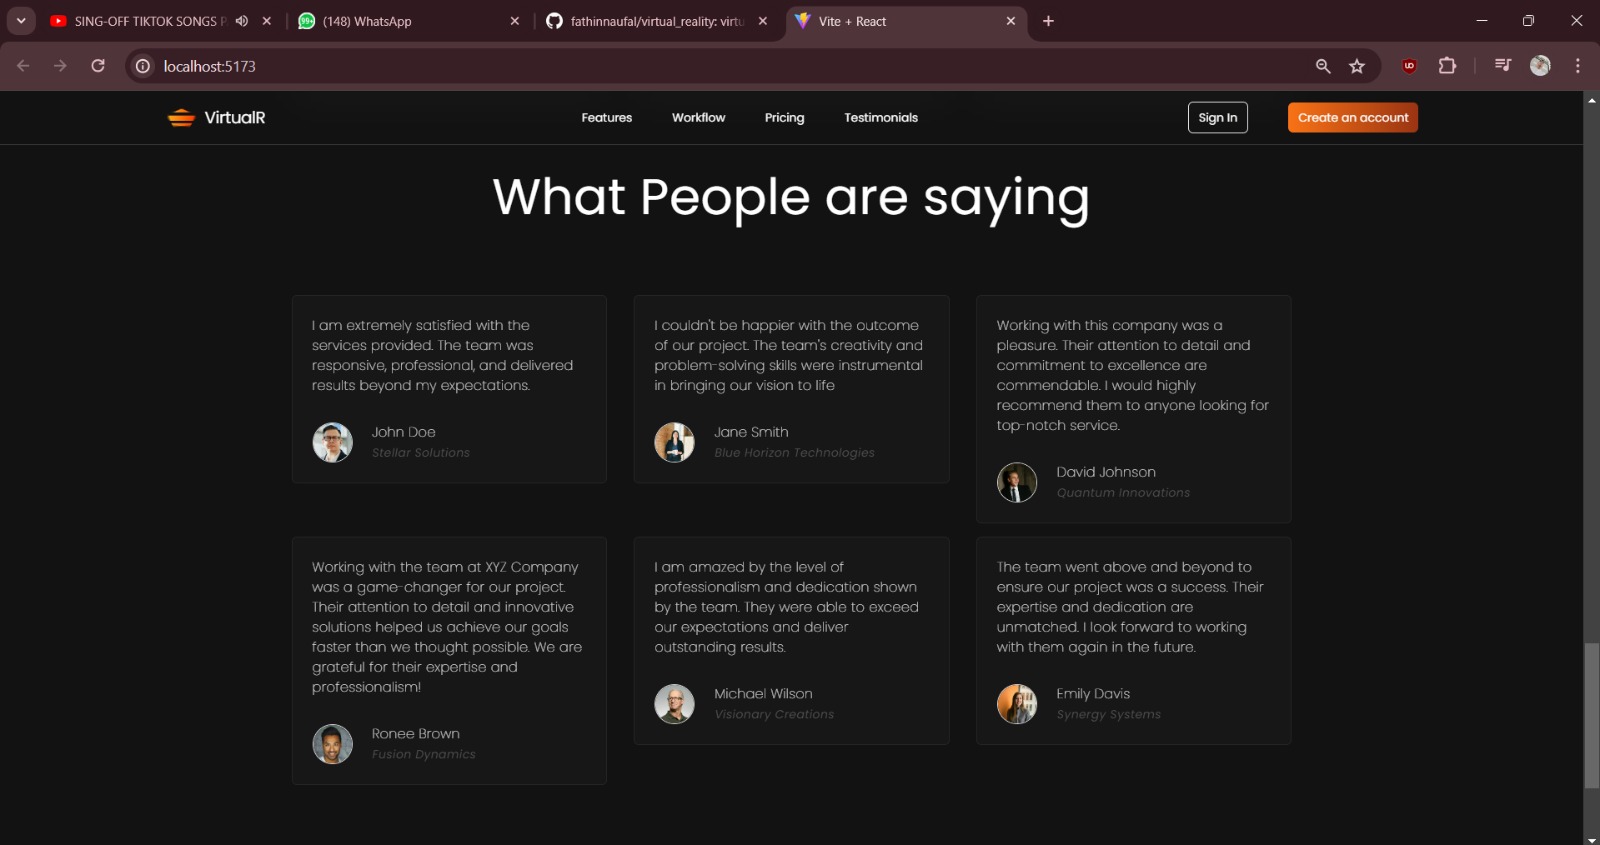 SING-OFF TIKTOK SONGS P
(148) WhatsApp
fathinnaufal/virtual_reality: virtu
Vite + React
localhost:5173
VirtualR
Features
Workflow
Pricing
Testimonials
Sign In
Create an account
What People are saying
I am extremely satisfied with the
services provided. The team was
responsive, professional, and delivered
results beyond my expectations.
John Doe
Stellar Solutions
I couldn't be happier with the outcome
of our project. The team's creativity and
problem-solving skills were instrumental
in bringing our vision to life
Jane Smith
Blue Horizon Technologies
Working with this company was a
pleasure. Their attention to detail and
commitment to excellence are
commendable. I would highly
recommend them to anyone looking for
top-notch service.
David Johnson
Quantum Innovations
Working with the team at XYZ Company
was a game-changer for our project.
Their attention to detail and innovative
solutions helped us achieve our goals
faster than we thought possible. We are
grateful for their expertise and
professionalism!
Ronee Brown
Fusion Dynamics
I am amazed by the level of
professionalism and dedication shown
by the team. They were able to exceed
our expectations and deliver
outstanding results.
Michael Wilson
Visionary Creations
The team went above and beyond to
ensure our project was a success. Their
expertise and dedication are
unmatched. I look forward to working
with them again in the future.
Emily Davis
Synergy Systems